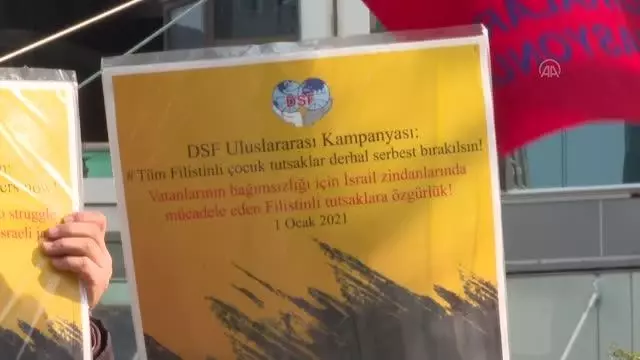 DSF
DSF Uluslararası Kampanyası:
# Tüm Filistinli çocuk tutsaklar derhal serbest bırakılsın!
Vatanlarının bağımsızlığı için İsrail zindanlarında
mücadele eden Filistinli tutsaklara özgürlük!
1 Ocak 2021
now!
struggle
sraeli
AA